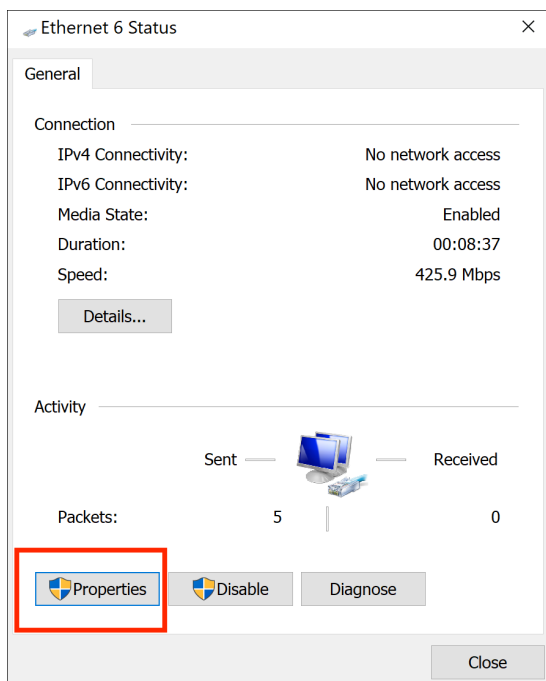 Ethernet 6 Status
General
Connection
IPv4 Connectivity: No network access
IPv6 Connectivity: No network access
Media State: Enabled
Duration: 00:08:37
Speed: 425.9 Mbps
Details...
Activity
Sent Received
Packets: 5 0
Properties Disable Diagnose
Close